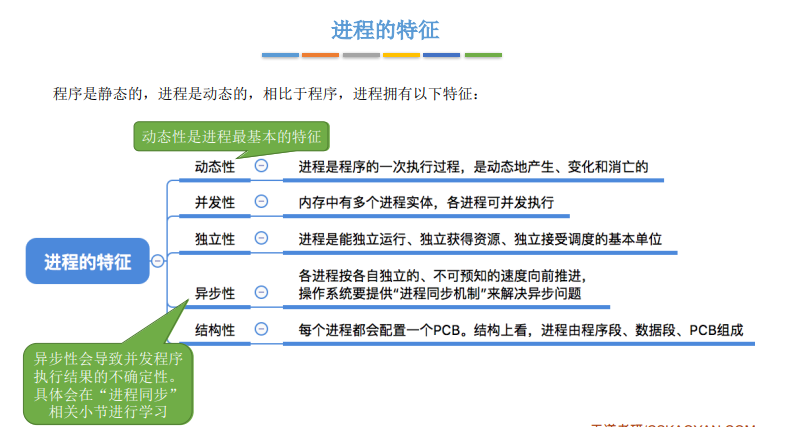 进程的特征
程序是静态的，进程是动态的，相比于程序，进程拥有以下特征：
动态性是进程最基本的特征
动态性
进程是程序的一次执行过程，是动态地产生、变化和消亡的
并发性
内存中有多个进程实体，各进程可并发执行
独立性
进程是能独立运行、独立获得资源、独立接受调度的基本单位
进程的特征
异步性
各进程按各自独立的、不可预知的速度向前推进，
操作系统要提供“进程同步机制”来解决异步问题
结构性
每个进程都会配置一个PCB。结构上看，进程由程序段、数据段、PCB组成
异步性会导致并发程序
执行结果的不确定性。
具体会在“进程同步”
相关小节进行学习